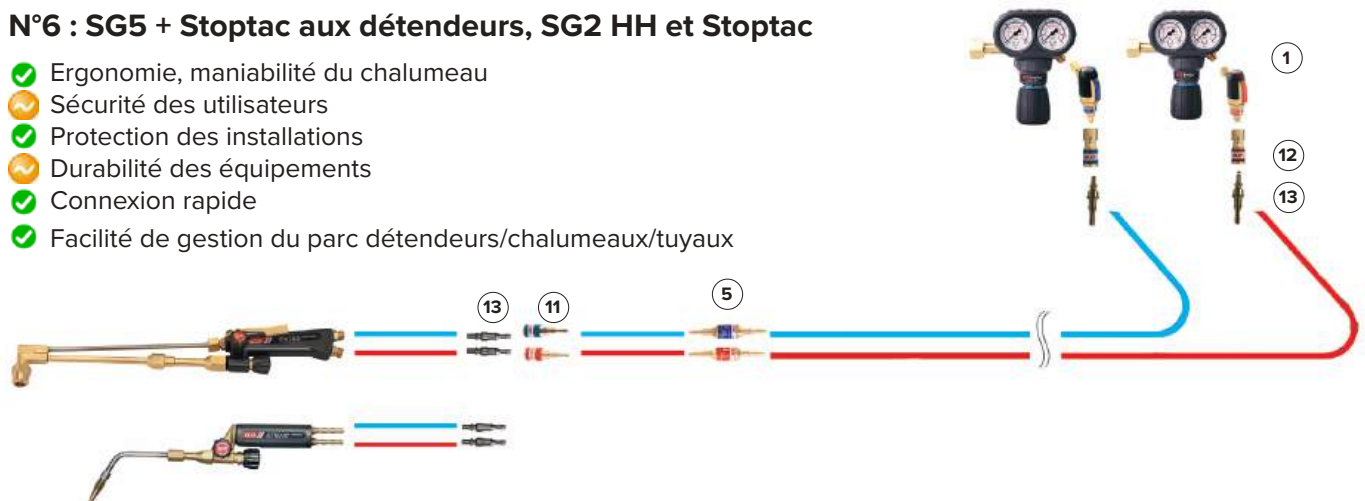 N°6 : SG5 + Stoptac aux détendeurs, SG2 HH et Stoptac
Ergonomie, maniabilité du chalumeau
Sécurité des utilisateurs
Protection des installations
Durabilité des équipements
Connexion rapide
Facilité de gestion du parc détendeurs/chalumeaux/tuyaux
1
12
13
13
11
5